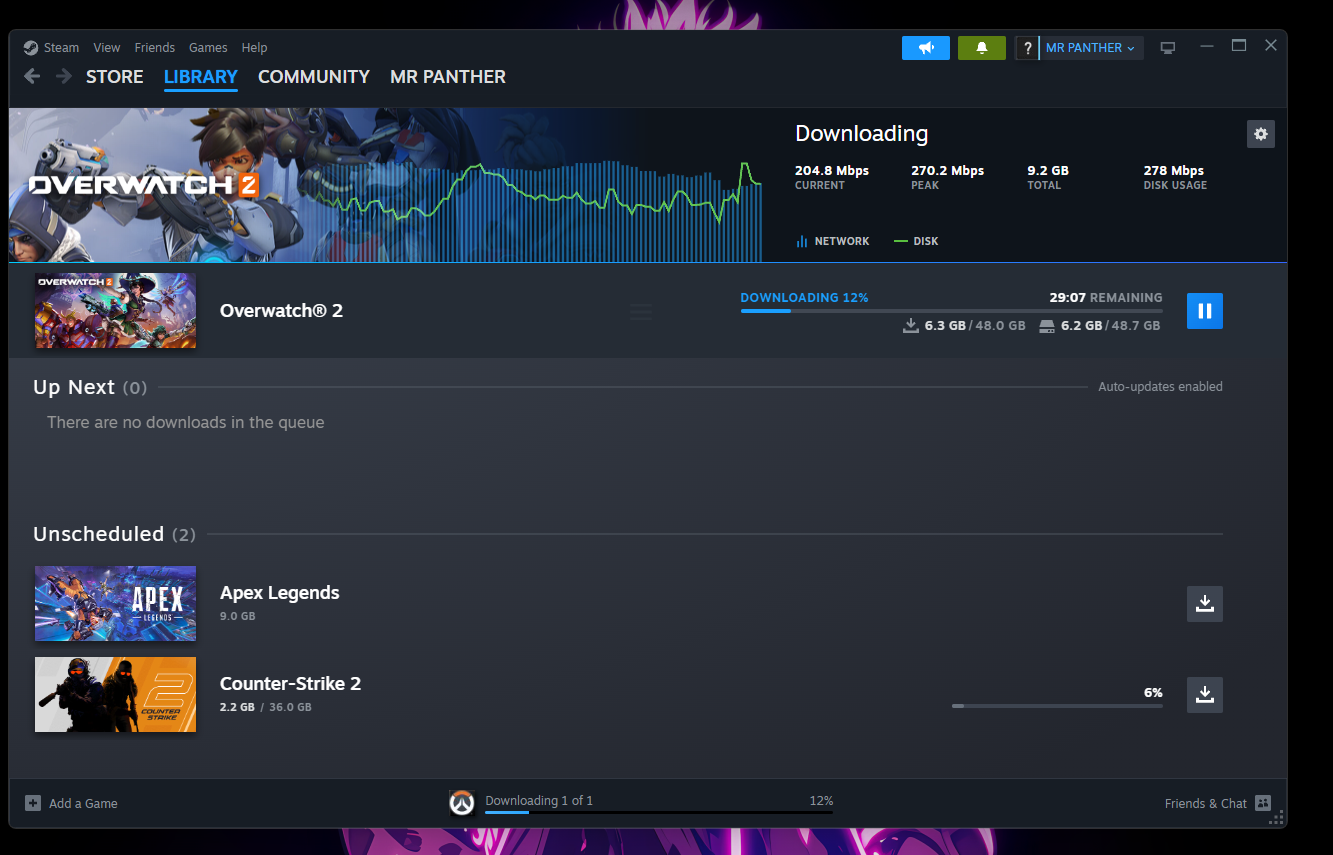 Steam View Friends Games Help
? MR PANTHER
STORE LIBRARY COMMUNITY MR PANTHER
OVERWATCH 2
Downloading
204.8 Mbps 270.2 Mbps 9.2 GB 278 Mbps
CURRENT PEAK TOTAL DISK USAGE
NETWORK DISK
OVERWATCH 2
Overwatch® 2
DOWNLOADING 12% 29:07 REMAINING
6.3 GB / 48.0 GB 6.2 GB / 48.7 GB
Up Next (0) Auto-updates enabled
There are no downloads in the queue
Unscheduled (2)
APEX
LEGENDS
Apex Legends
9.0 GB
2
COUNTER
STRIKE
Counter-Strike 2
2.2 GB / 36.0 GB
6%
Add a Game
Downloading 1 of 1 12%
Friends & Chat